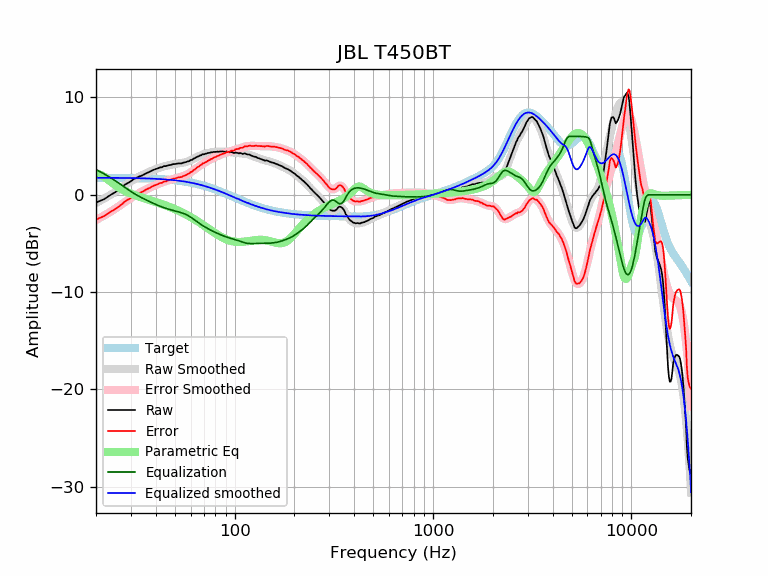 JBL T450BT
10
0
−10
−20
−30
Amplitude (dBr)
Target
Raw Smoothed
Error Smoothed
Raw
Error
Parametric Eq
Equalization
Equalized smoothed
100
1000
10000
Frequency (Hz)